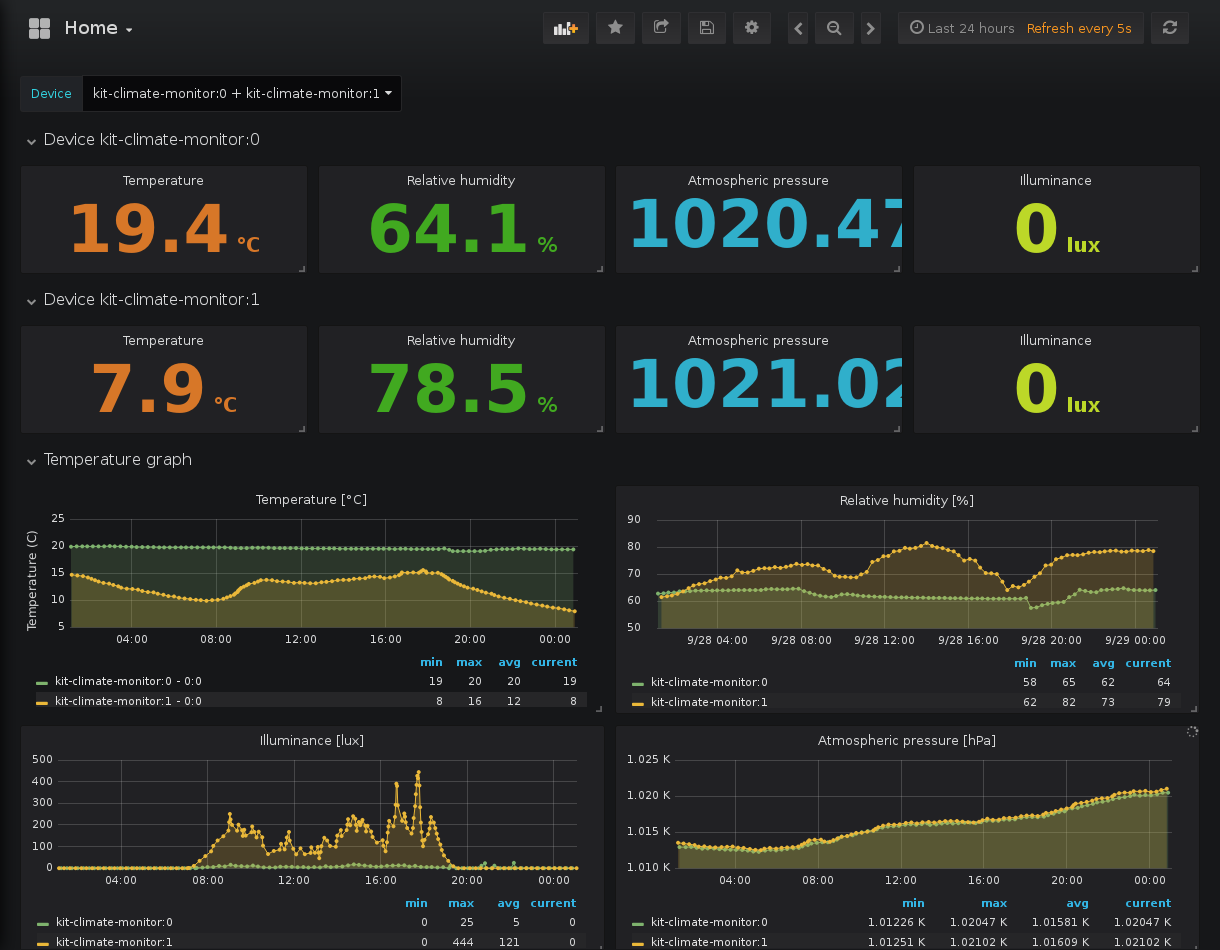 Home
Last 24 hours Refresh every 5s
Device kit-climate-monitor:0 + kit-climate-monitor:1
Device kit-climate-monitor:0
Temperature Relative humidity Atmospheric pressure Illuminance
19.4 °C 64.1 % 1020.47 0 lux
Device kit-climate-monitor:1
Temperature Relative humidity Atmospheric pressure Illuminance
7.9 °C 78.5 % 1021.02 0 lux
Temperature graph
Temperature [°C]
Temperature (C)
25
20
15
10
5
04:00 08:00 12:00 16:00 20:00 00:00
min max avg current
kit-climate-monitor:0 - 0:0 19 20 20 19
kit-climate-monitor:1 - 0:0 8 16 12 8
Relative humidity [%]
90
80
70
60
50
9/28 04:00 9/28 08:00 9/28 12:00 9/28 16:00 9/28 20:00 9/29 00:00
min max avg current
kit-climate-monitor:0 58 65 62 64
kit-climate-monitor:1 62 82 73 79
Illuminance [lux]
500
400
300
200
100
0
04:00 08:00 12:00 16:00 20:00 00:00
min max avg current
kit-climate-monitor:0 0 25 5 0
kit-climate-monitor:1 0 444 121 0
Atmospheric pressure [hPa]
1.025 K
1.020 K
1.015 K
1.010 K
04:00 08:00 12:00 16:00 20:00 00:00
min max avg current
kit-climate-monitor:0 1.01226 K 1.02047 K 1.01581 K 1.02047 K
kit-climate-monitor:1 1.01251 K 1.02102 K 1.01609 K 1.02102 K